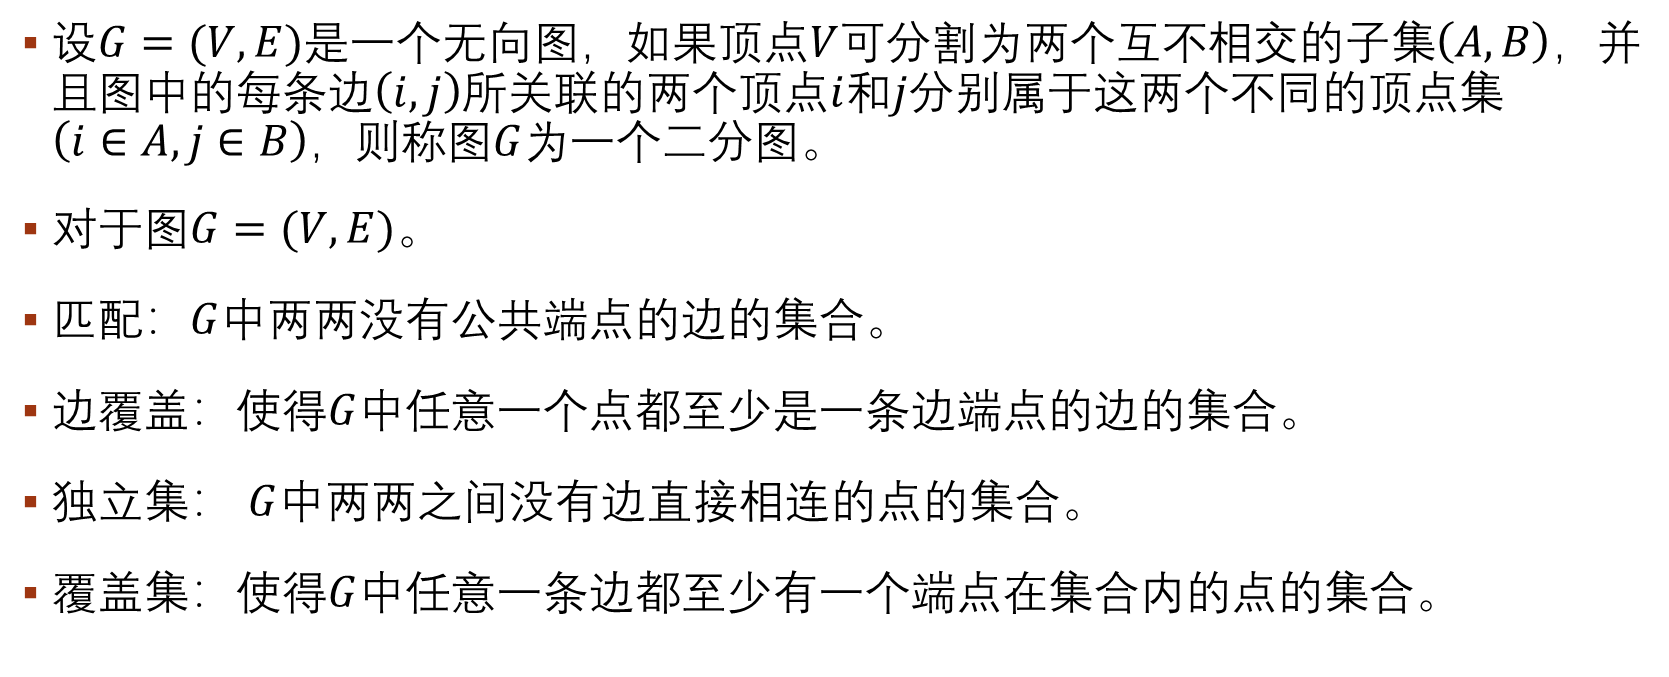 ▪ 设G = (V, E)是一个无向图，如果顶点V可分割为两个互不相交的子集(A, B)，并
且图中的每条边(i, j)所关联的两个顶点i和j分别属于这两个不同的顶点集
(i ∈ A, j ∈ B)，则称图G为一个二分图。
▪ 对于图G = (V, E)。
▪ 匹配：G中两两没有公共端点的边的集合。
▪ 边覆盖：使得G中任意一个点都至少是一条边端点的边的集合。
▪ 独立集： G中两两之间没有边直接相连的点的集合。
▪ 覆盖集：使得G中任意一条边都至少有一个端点在集合内的点的集合。